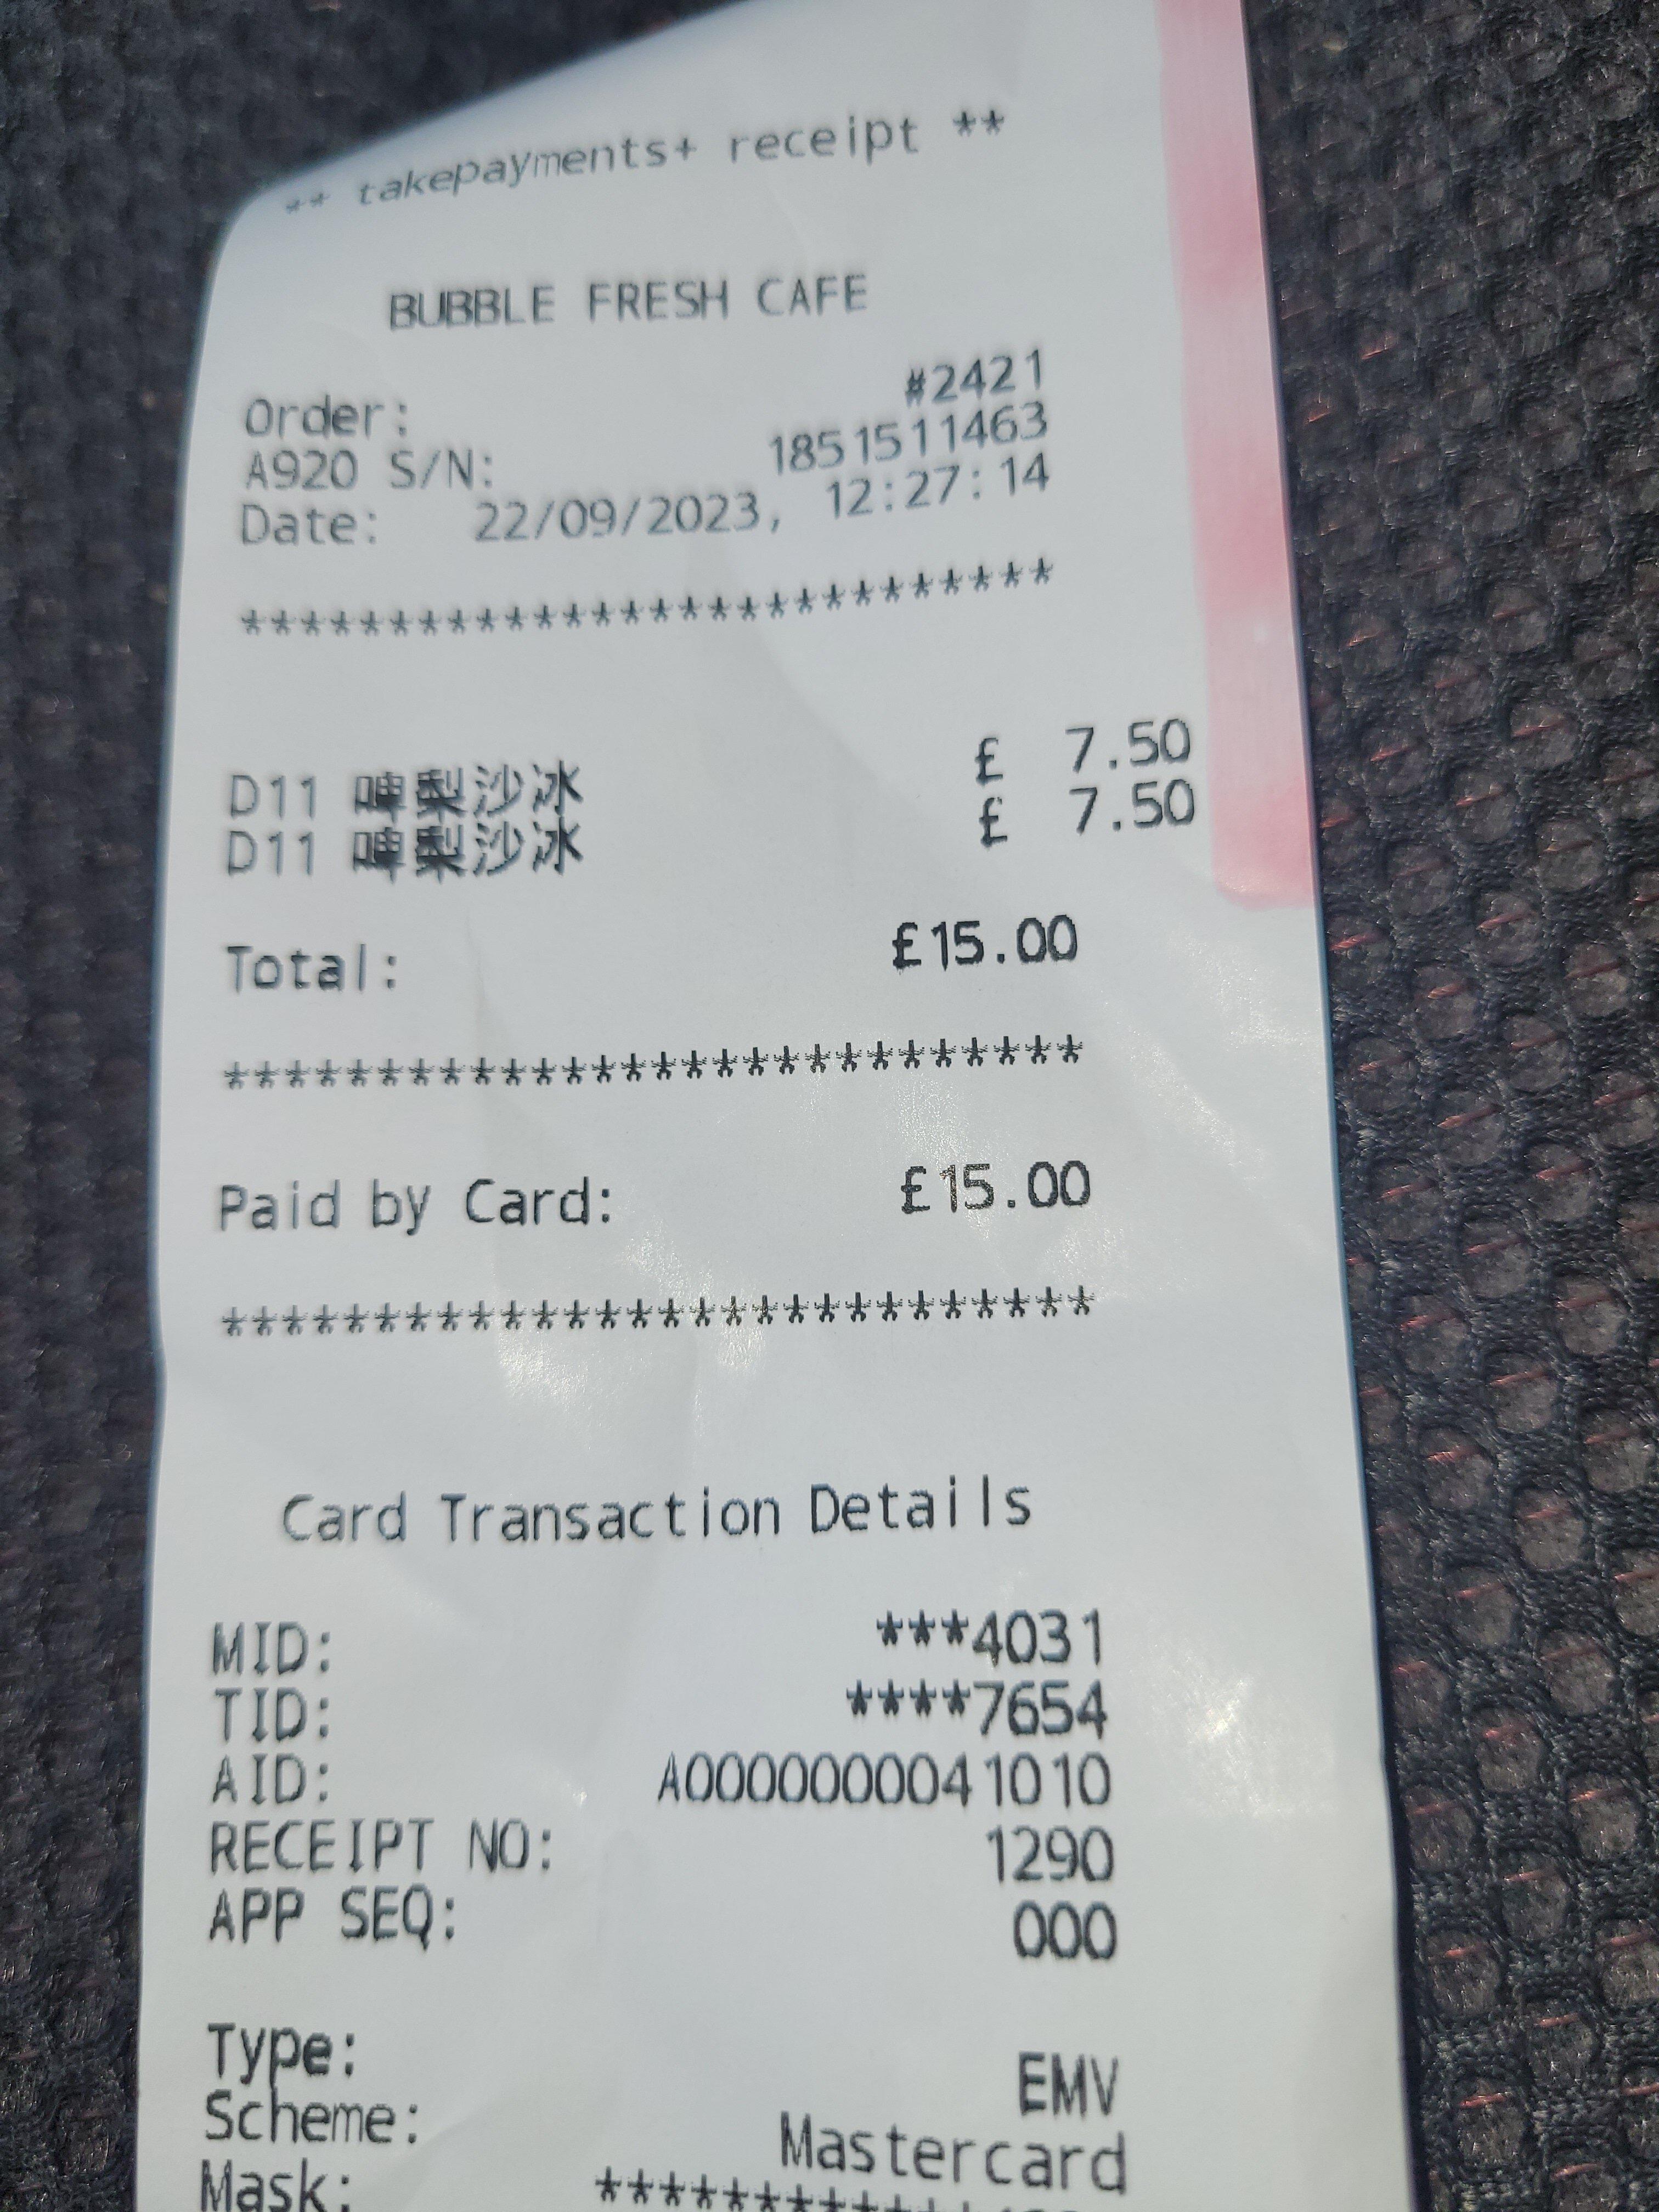 ** takepayments+ receipt **
BUBBLE FRESH CAFE
Order: #2421
A920 S/N: 1851511463
Date: 22/09/2023, 12:27:14
****************************
D11 啤梨沙冰 £ 7.50
D11 啤梨沙冰 £ 7.50
Total: £15.00
****************************
Paid by Card: £15.00
****************************
Card Transaction Details
MID: ***4031
TID: ****7654
AID: A0000000041010
RECEIPT NO: 1290
APP SEQ: 000
Type: EMV
Scheme: Mastercard
Mask: ************